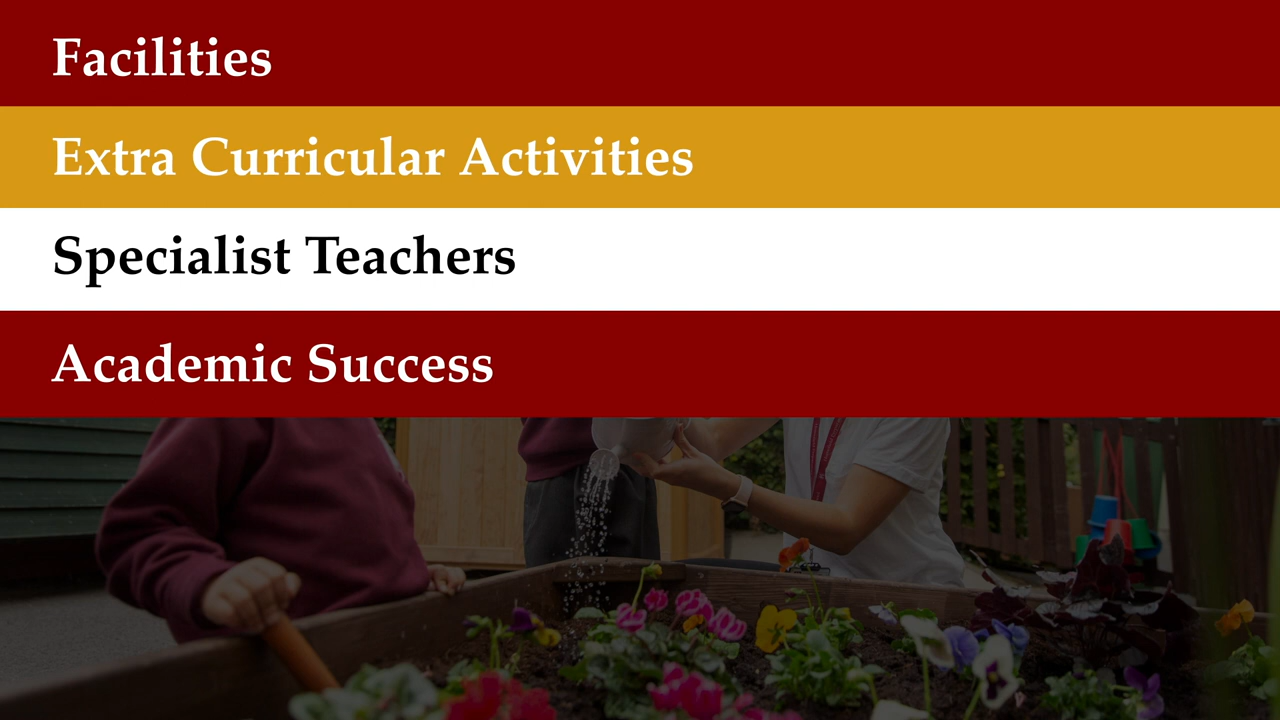 Facilities
Extra Curricular Activities
Specialist Teachers
Academic Success